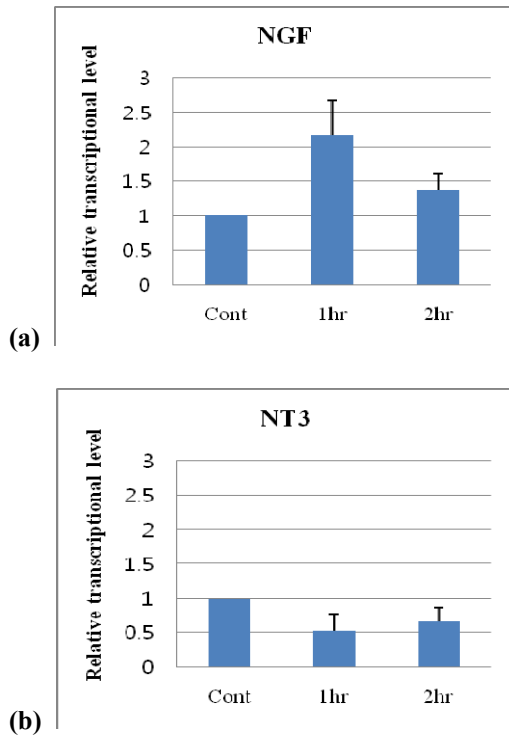 NGF
Relative transcriptional level
3
2.5
2
1.5
1
0.5
0
Cont 1hr 2hr
(a)
NT3
Relative transcriptional level
3
2.5
2
1.5
1
0.5
0
Cont 1hr 2hr
(b)